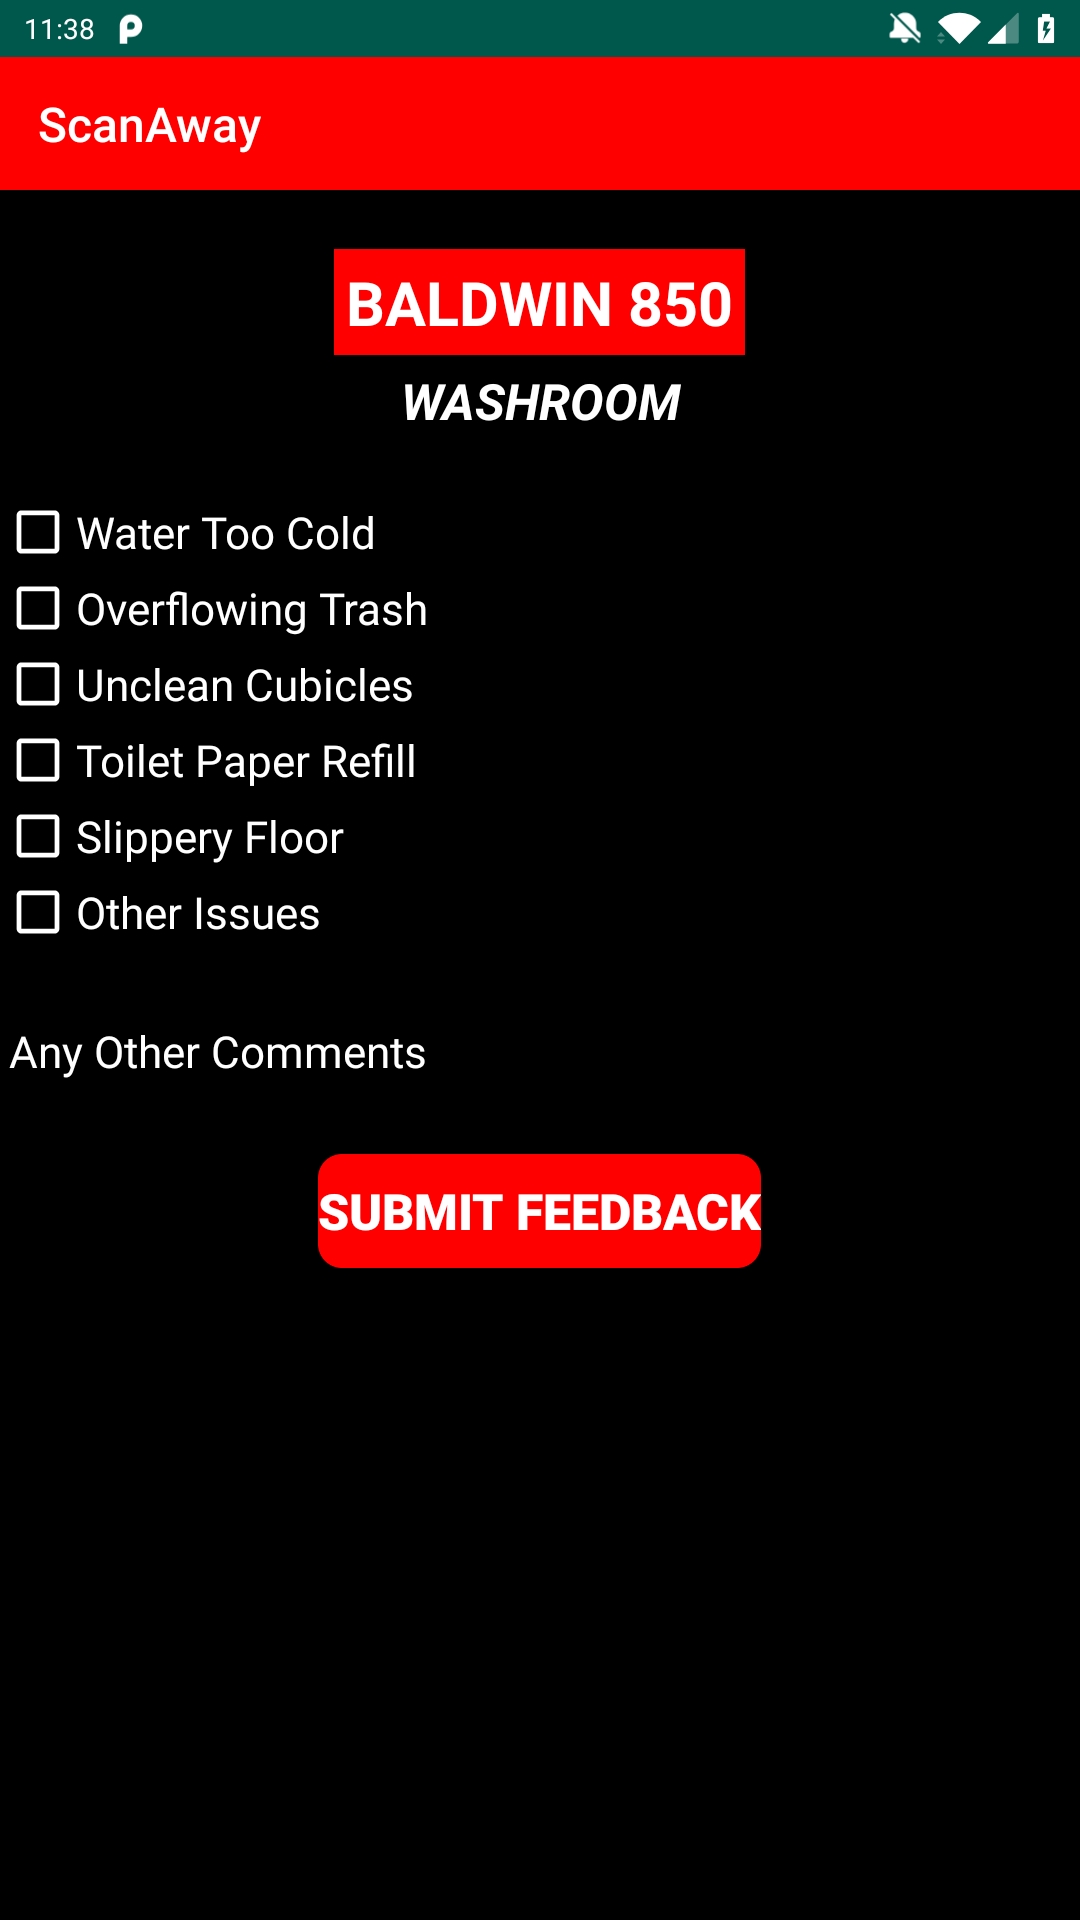 11:38
ScanAway
BALDWIN 850
WASHROOM
Water Too Cold
Overflowing Trash
Unclean Cubicles
Toilet Paper Refill
Slippery Floor
Other Issues
Any Other Comments
SUBMIT FEEDBACK